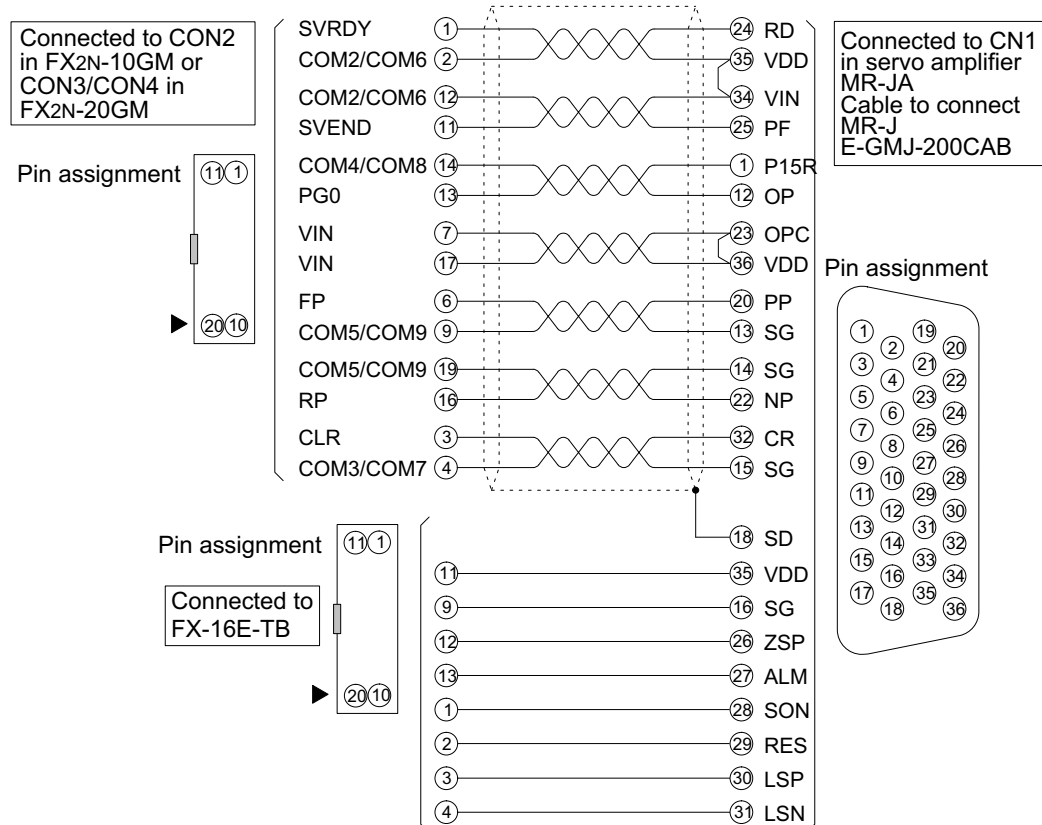 Connected to CON2
in FX2N-10GM or
CON3/CON4 in
FX2N-20GM
SVRDY 1 24 RD
COM2/COM6 2 35 VDD
COM2/COM6 12 34 VIN
SVEND 11 25 PF
COM4/COM8 14 1 P15R
PG0 13 12 OP
VIN 7 23 OPC
VIN 17 36 VDD
FP 6 20 PP
COM5/COM9 9 13 SG
COM5/COM9 19 14 SG
RP 16 22 NP
CLR 3 32 CR
COM3/COM7 4 15 SG
18 SD
11 35 VDD
9 16 SG
12 26 ZSP
13 27 ALM
1 28 SON
2 29 RES
3 30 LSP
4 31 LSN
Connected to CN1
in servo amplifier
MR-JA
Cable to connect
MR-J
E-GMJ-200CAB
Pin assignment
11 1
20 10
Pin assignment
11 1
20 10
Connected to
FX-16E-TB
Pin assignment
1 19
2 20
3 21
4 22
5 23
6 24
7 25
8 26
9 27
10 28
11 29
12 30
13 31
14 32
15 33
16 34
17 35
18 36